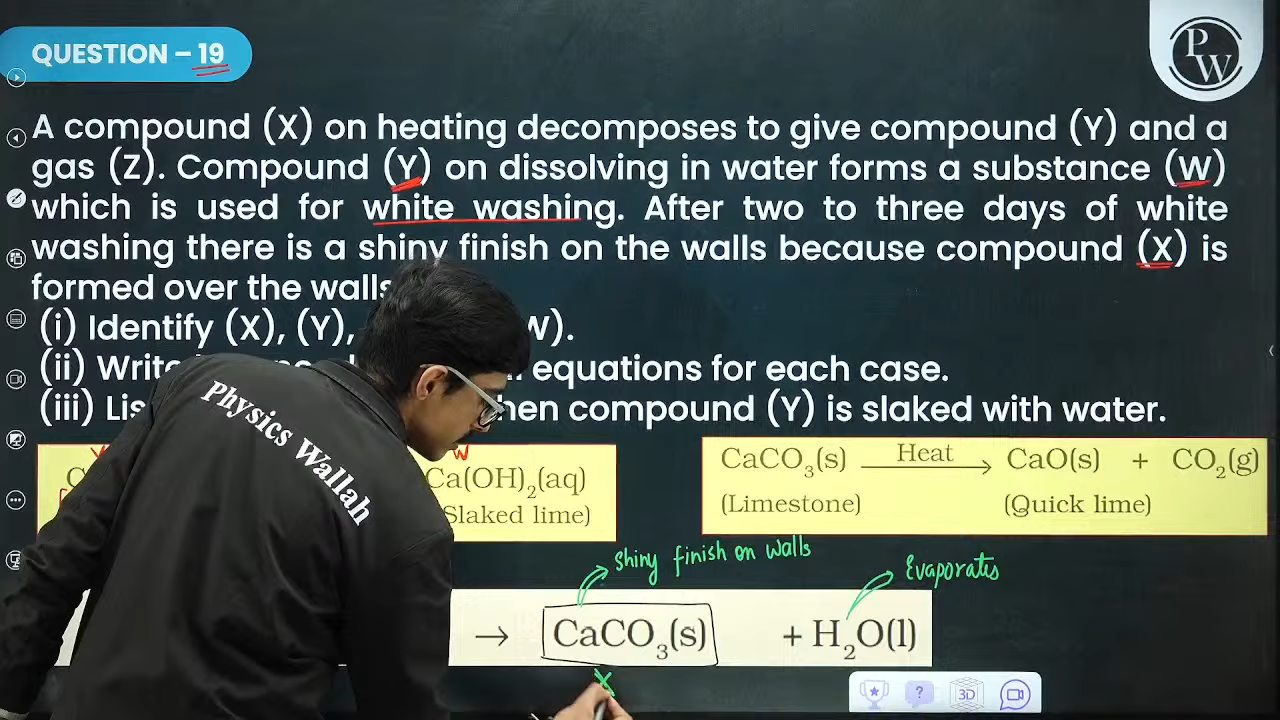 QUESTION – 19
PW
A compound (X) on heating decomposes to give compound (Y) and a
gas (Z). Compound (Y) on dissolving in water forms a substance (W)
which is used for white washing. After two to three days of white
washing there is a shiny finish on the walls because compound (X) is
formed over the walls
(i) Identify (X), (Y), W).
(ii) equations for each case.
(iii) compound (Y) is slaked with water.
W
Ca(OH)₂(aq)
Slaked lime)
CaCO₃(s) Heat → CaO(s) + CO₂(g)
(Limestone) (Quick lime)
Shiny finish on walls
Evaporates
→ CaCO₃(s) + H₂O(l)
X
3D
?
Physics Wallah